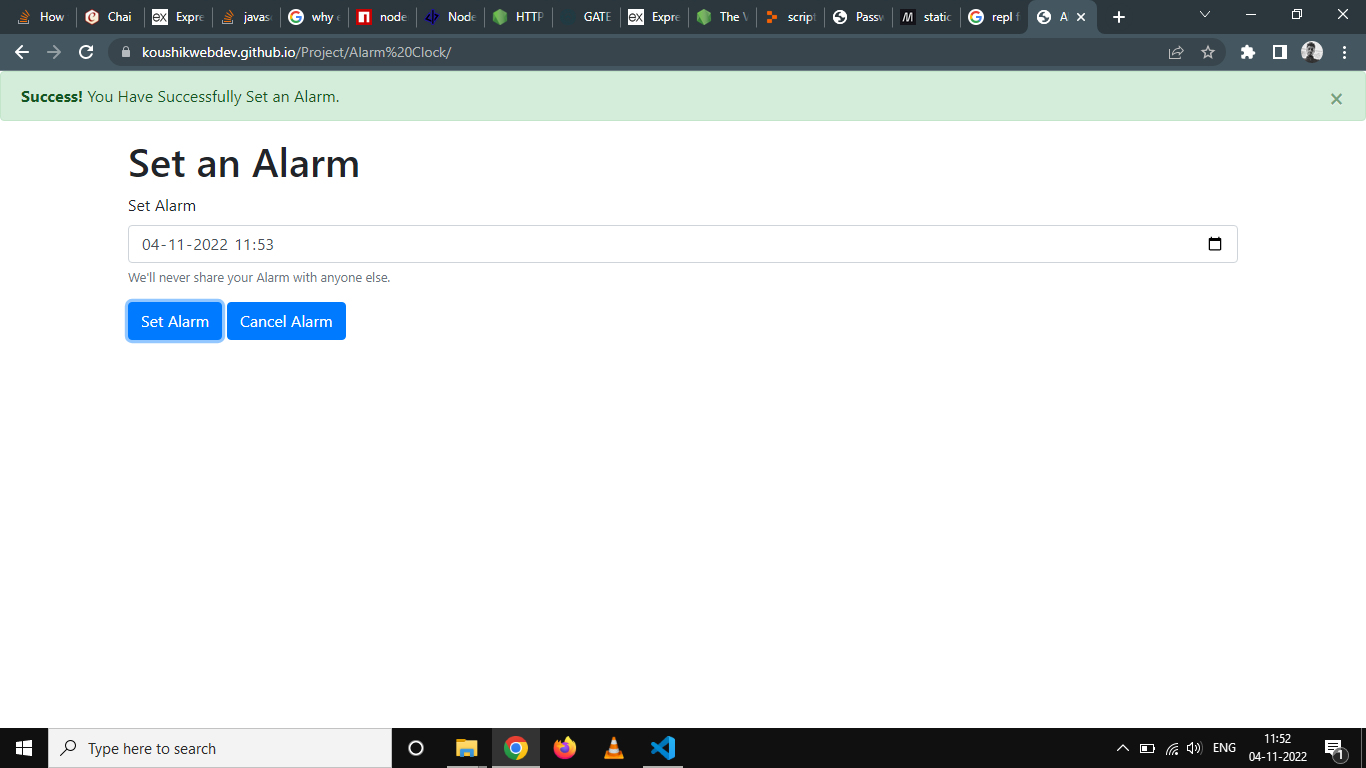 How Chai Expre javas why e node Node HTTP GATE Expre The script Passw static repl f A
koushikwebdev.github.io/Project/Alarm%20Clock/
Success! You Have Successfully Set an Alarm.
×
Set an Alarm
Set Alarm
04-11-2022 11:53
We'll never share your Alarm with anyone else.
Set Alarm Cancel Alarm
Type here to search
ENG
11:52
04-11-2022
1